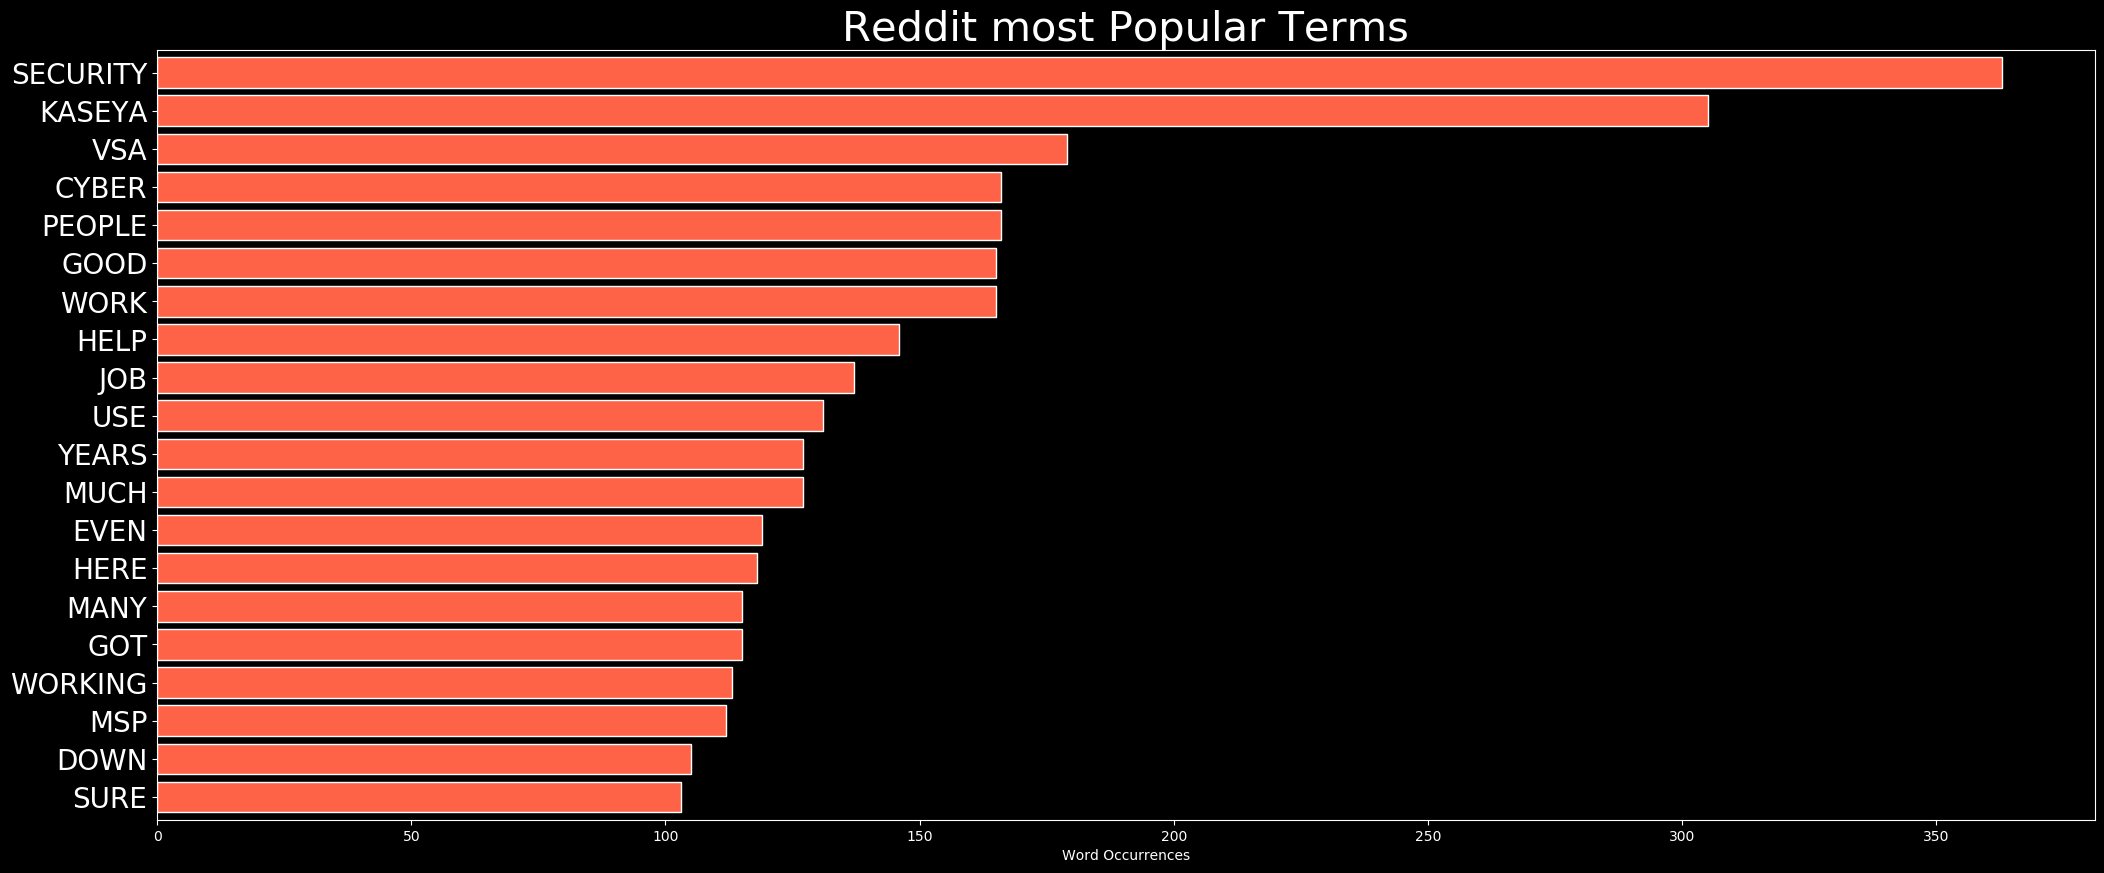 Reddit most Popular Terms
SECURITY
KASEYA
VSA
CYBER
PEOPLE
GOOD
WORK
HELP
JOB
USE
YEARS
MUCH
EVEN
HERE
MANY
GOT
WORKING
MSP
DOWN
SURE
0 50 100 150 200 250 300 350
Word Occurrences